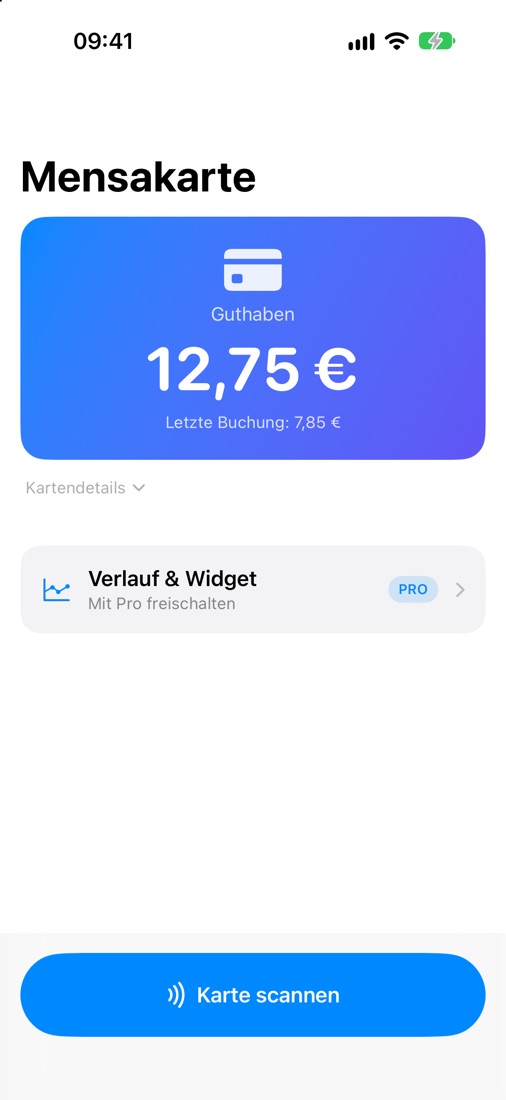 09:41
Mensakarte
Guthaben
12,75 €
Letzte Buchung: 7,85 €
Kartendetails
Verlauf & Widget
Mit Pro freischalten
PRO
Karte scannen